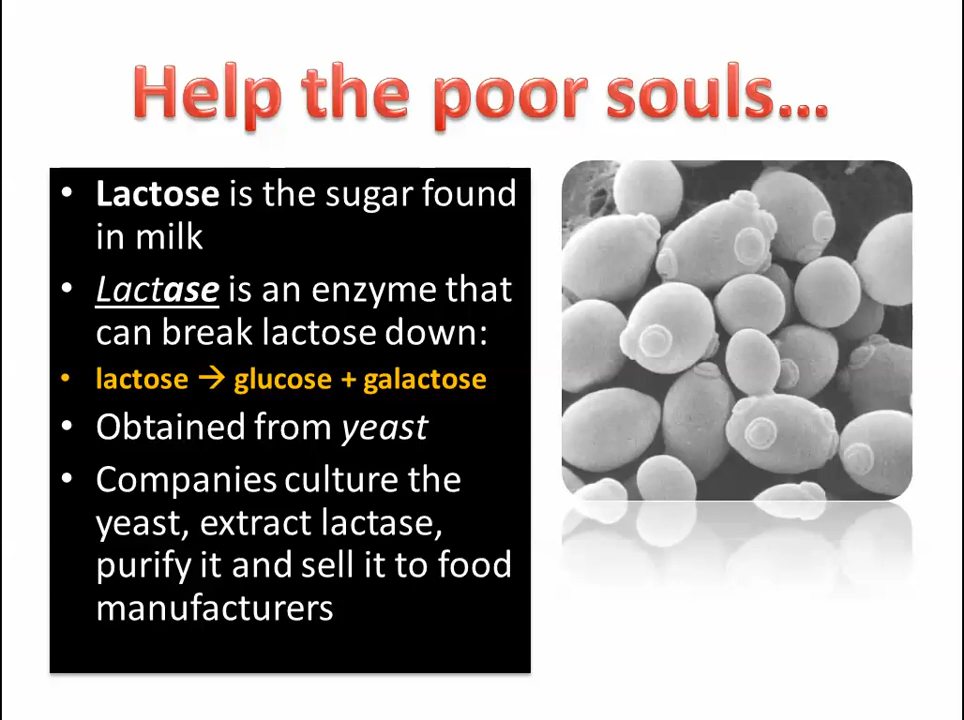 Help the poor souls...
• Lactose is the sugar found
in milk
• Lactase is an enzyme that
can break lactose down:
• lactose → glucose + galactose
• Obtained from yeast
• Companies culture the
yeast, extract lactase,
purify it and sell it to food
manufacturers